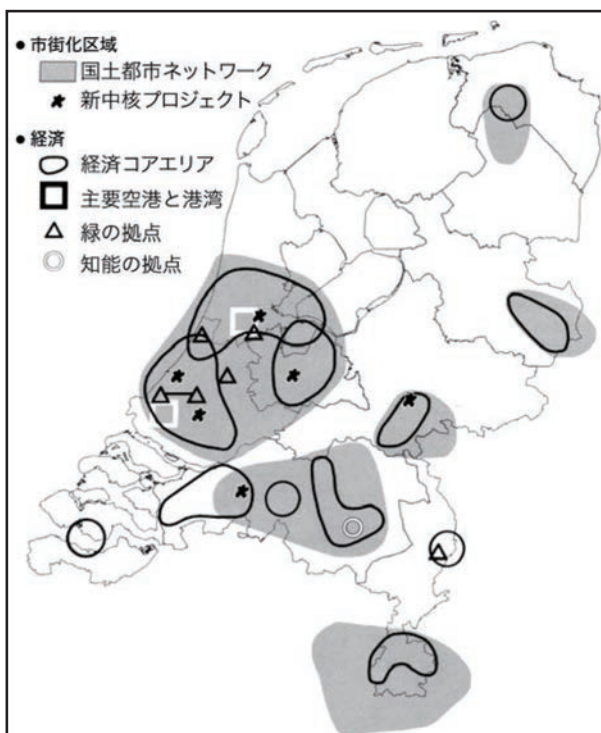 ● 市街化区域
国土都市ネットワーク
新中核プロジェクト
● 経済
経済コアエリア
主要空港と港湾
緑の拠点
知能の拠点